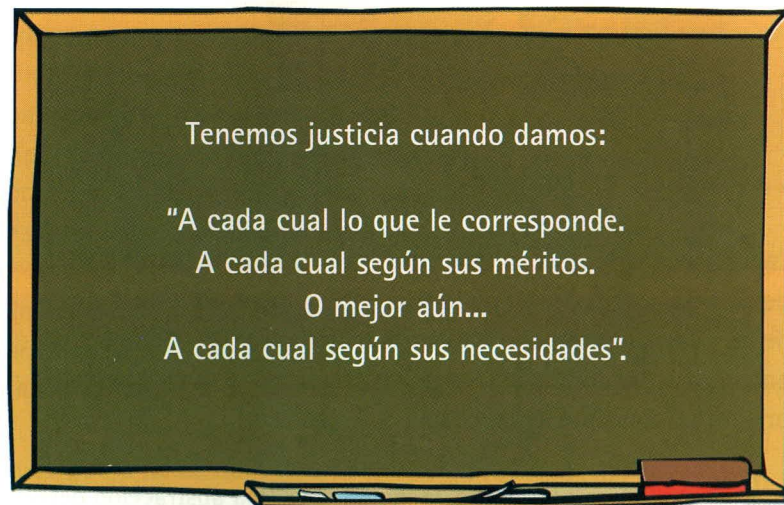 Tenemos justicia cuando damos:
"A cada cual lo que le corresponde.
A cada cual según sus méritos.
O mejor aún...
A cada cual según sus necesidades".